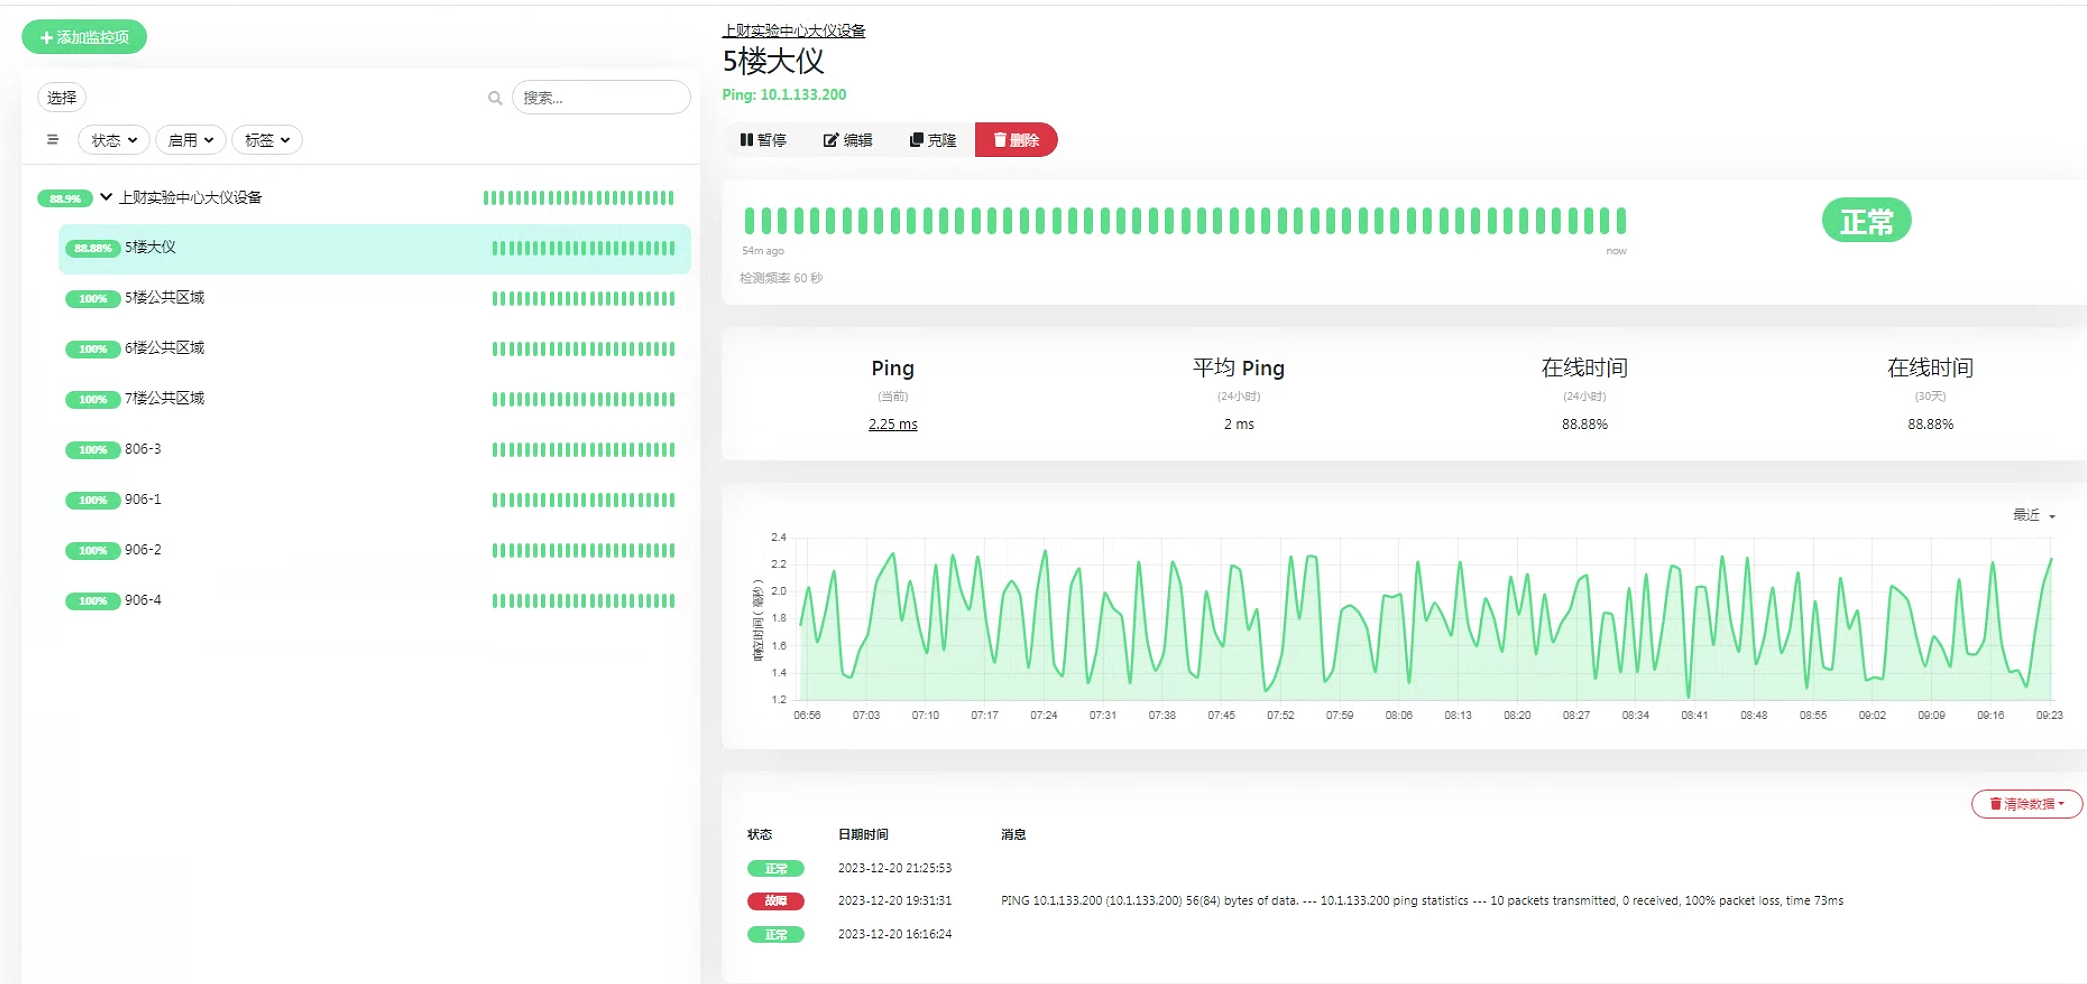 添加监控项
选择
搜索...
状态
启用
标签
88.9% 上财实验中心大仪设备
88.88% 5楼大仪
100% 5楼公共区域
100% 6楼公共区域
100% 7楼公共区域
100% 806-3
100% 906-1
100% 906-2
100% 906-4
上财实验中心大仪设备
5楼大仪
Ping: 10.1.133.200
暂停 编辑 克隆 删除
正常
54m ago now
检测频率 60 秒
Ping 平均 Ping 在线时间 在线时间
(当前) (24小时) (24小时) (30天)
2.25 ms 2 ms 88.88% 88.88%
最近
响应时间 ( 毫秒 )
2.4
2.2
2.0
1.8
1.6
1.4
1.2
06:56 07:03 07:10 07:17 07:24 07:31 07:38 07:45 07:52 07:59 08:06 08:13 08:20 08:27 08:34 08:41 08:48 08:55 09:02 09:09 09:16 09:23
清除数据
状态 日期时间 消息
正常 2023-12-20 21:25:53
故障 2023-12-20 19:31:31 PING 10.1.133.200 (10.1.133.200) 56(84) bytes of data. --- 10.1.133.200 ping statistics --- 10 packets transmitted, 0 received, 100% packet loss, time 73ms
正常 2023-12-20 16:16:24